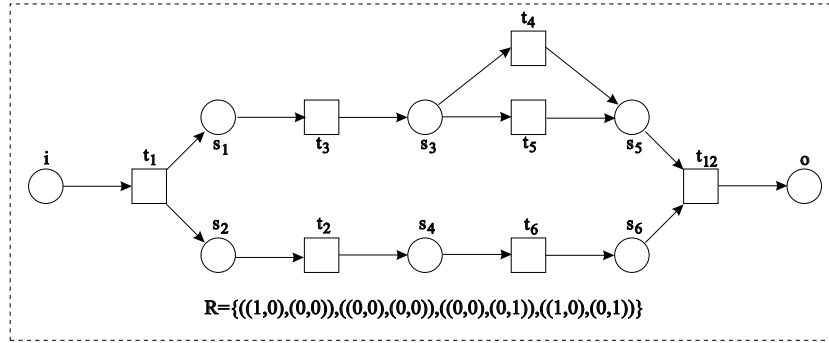 t4
s1 t3 s3 t5 s5
i t1 t12 o
s2 t2 s4 t6 s6
R={((1,0),(0,0)),((0,0),(0,0)),((0,0),(0,1)),((1,0),(0,1))}